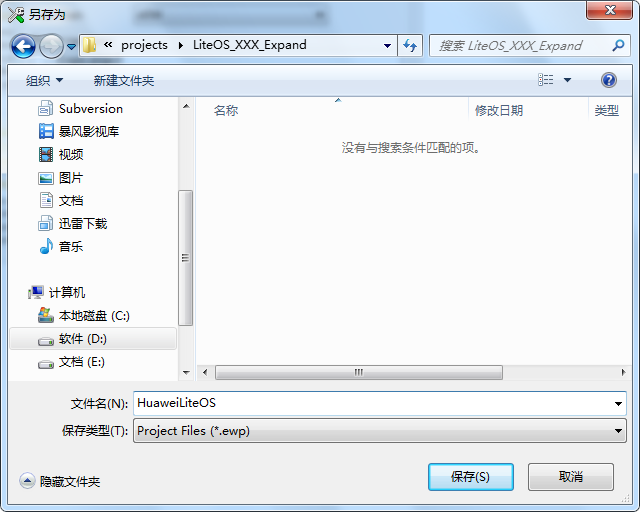 另存为
« projects LiteOS_XXX_Expand
搜索 LiteOS_XXX_Expand
组织 新建文件夹
名称 修改日期 类型
没有与搜索条件匹配的项。
Subversion
暴风影视库
视频
图片
文档
迅雷下载
音乐
计算机
本地磁盘 (C:)
软件 (D:)
文档 (E:)
文件名(N): HuaweiLiteOS
保存类型(T): Project Files (*.ewp)
隐藏文件夹 保存(S) 取消